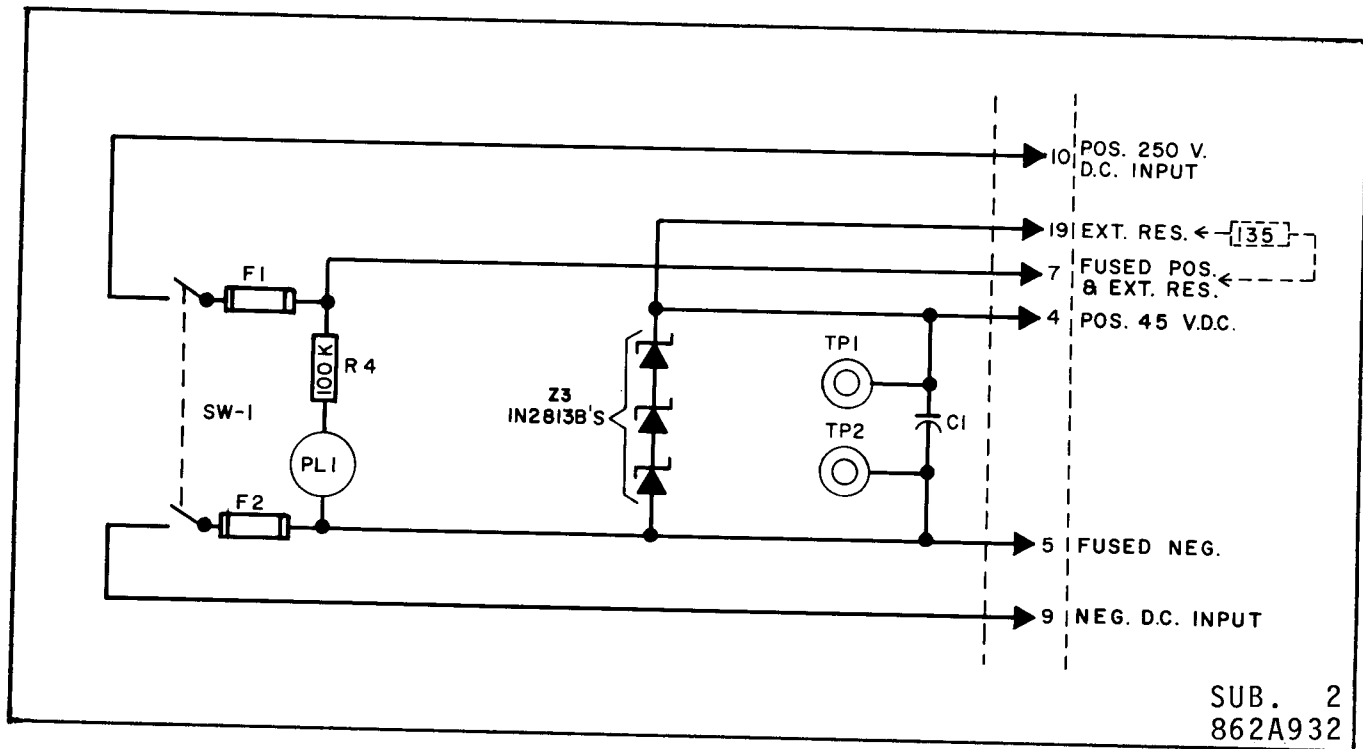 10 POS. 250 V.
D.C. INPUT
19 EXT. RES. 135
7 FUSED POS.
& EXT. RES.
4 POS. 45 V.D.C.
F1
100K
R4
SW-1
PL1
F2
Z3
1N2813B'S
TP1
TP2
C1
5 FUSED NEG.
9 NEG. D.C. INPUT
SUB. 2
862A932